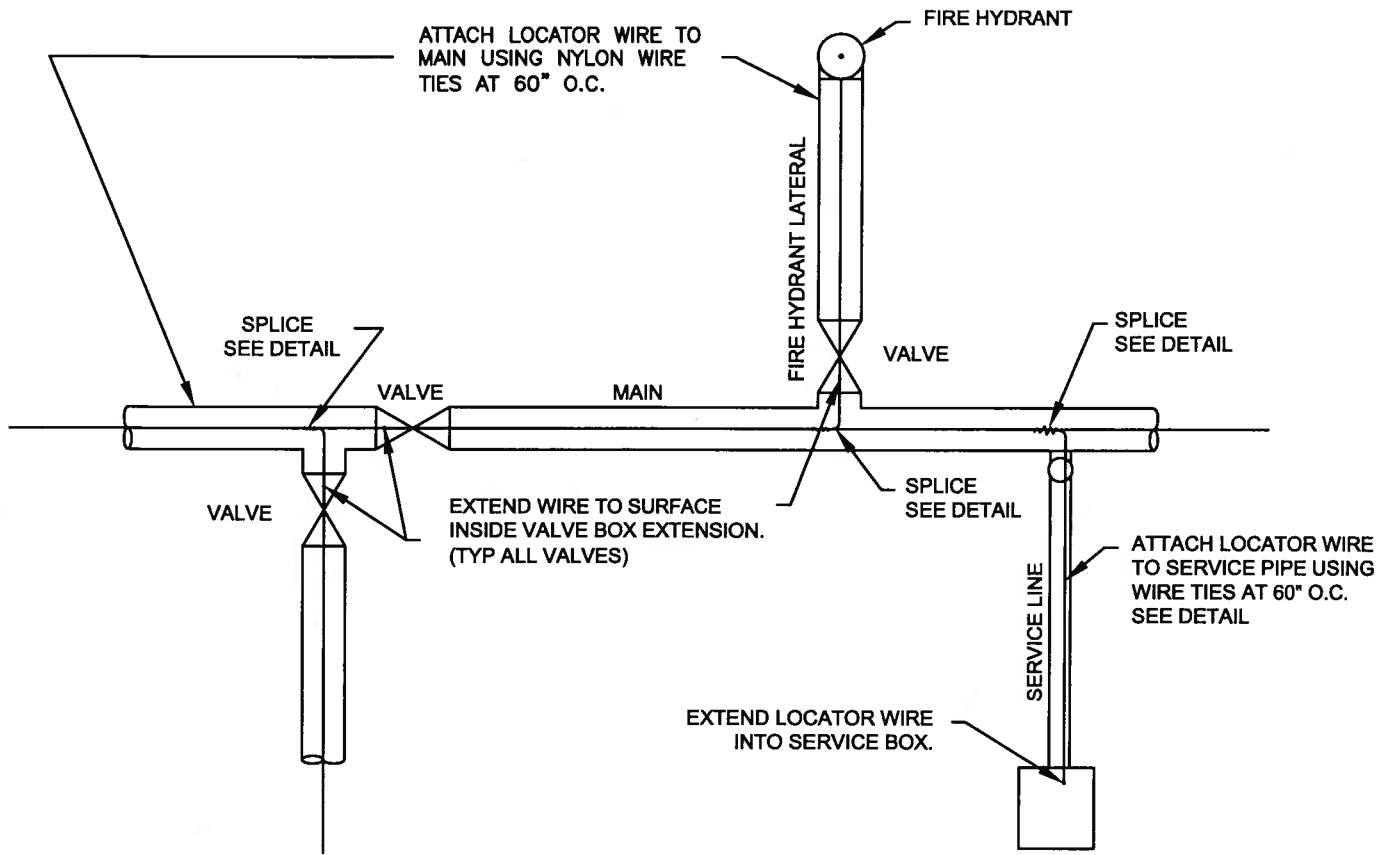 FIRE HYDRANT
ATTACH LOCATOR WIRE TO
MAIN USING NYLON WIRE
TIES AT 60" O.C.
FIRE HYDRANT LATERAL
SPLICE
SEE DETAIL
SPLICE
SEE DETAIL
VALVE
VALVE
MAIN
SPLICE
SEE DETAIL
VALVE
EXTEND WIRE TO SURFACE
INSIDE VALVE BOX EXTENSION.
(TYP ALL VALVES)
ATTACH LOCATOR WIRE
TO SERVICE PIPE USING
WIRE TIES AT 60" O.C.
SEE DETAIL
SERVICE LINE
EXTEND LOCATOR WIRE
INTO SERVICE BOX.